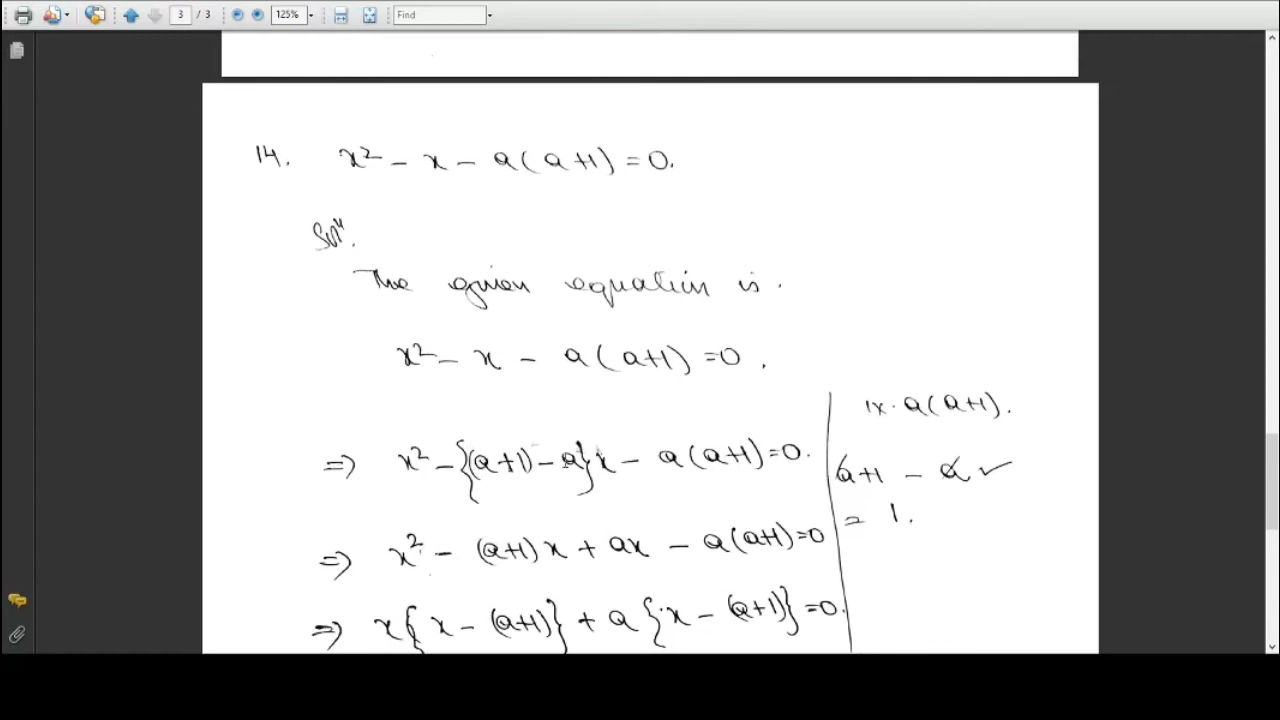 3 / 3 125% Find
14. x² - x - a(a+1) = 0.
Solⁿ.
The given equation is.
x² - x - a(a+1) = 0.
1x. a(a+1).
=> x² - {(a+1) - a}x - a(a+1) = 0.
a+1 - a ✓
= 1.
=> x² - (a+1)x + ax - a(a+1) = 0
=> x{x - (a+1)} + a{x - (a+1)} = 0.